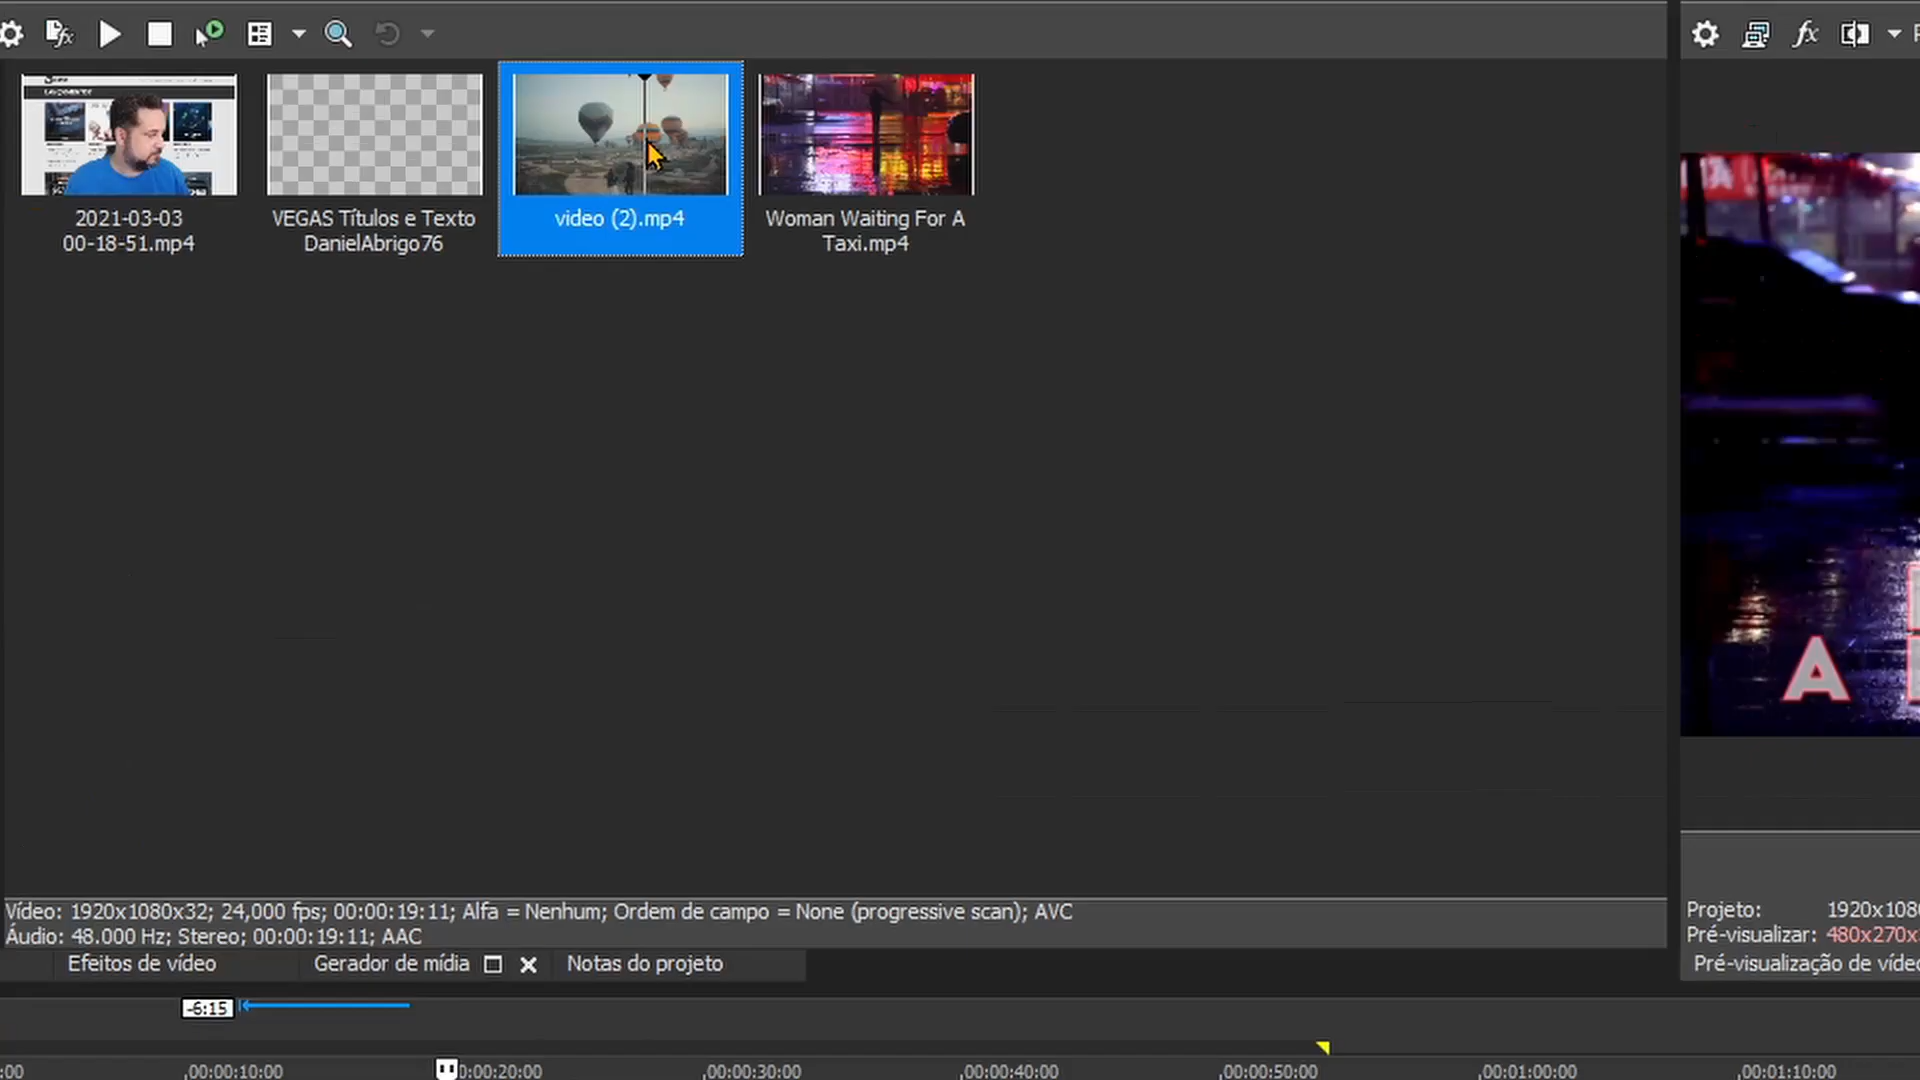 2021-03-03
00-18-51.mp4
VEGAS Títulos e Texto
DanielAbrigo76
video (2).mp4
Woman Waiting For A
Taxi.mp4
A
Vídeo: 1920x1080x32; 24,000 fps; 00:00:19:11; Alfa = Nenhum; Ordem de campo = None (progressive scan); AVC
Áudio: 48.000 Hz; Stereo; 00:00:19:11; AAC
Projeto: 1920x108
Pré-visualizar: 480x270x
Efeitos de vídeo
Gerador de mídia
Notas do projeto
Pré-visualização de víde
-6:15
:00 ,00:00:10:00 0:00:20:00 ,00:00:30:00 ,00:00:40:00 ,00:00:50:00 ,00:01:00:00 ,00:01:10:00